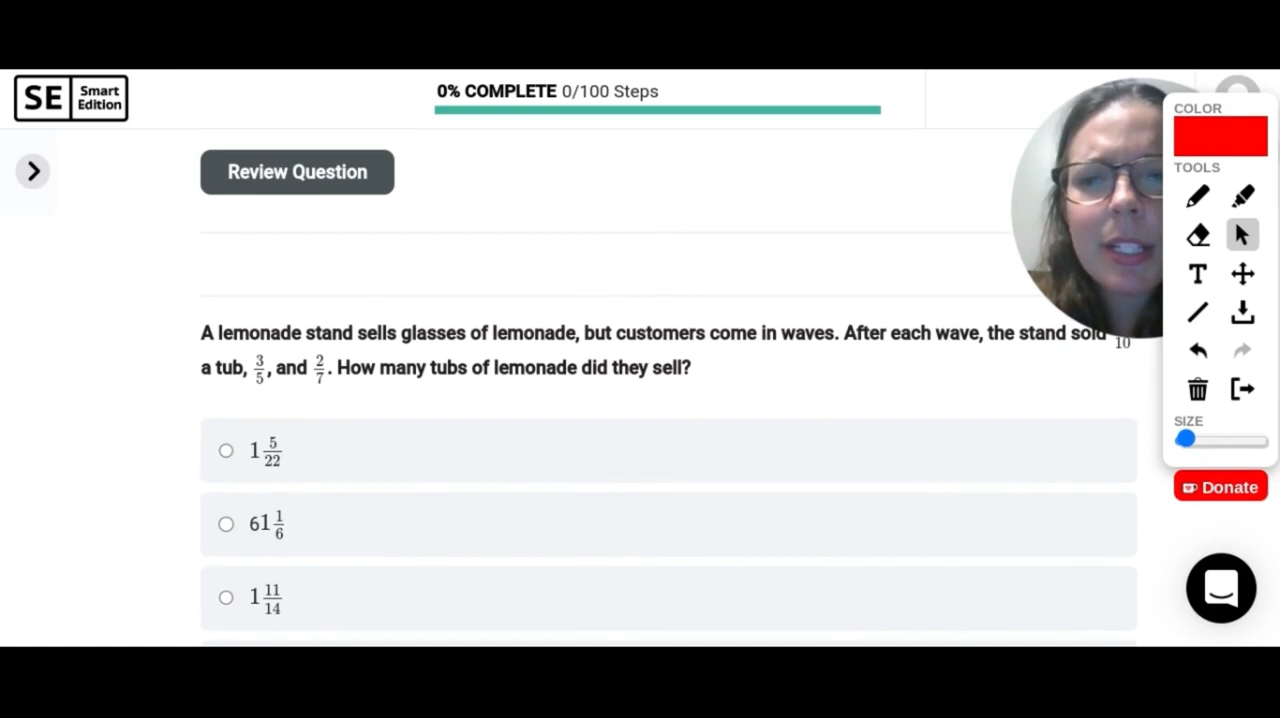 SE Smart Edition
0% COMPLETE 0/100 Steps
Review Question
A lemonade stand sells glasses of lemonade, but customers come in waves. After each wave, the stand sold 10
a tub, 3/5, and 2/7. How many tubs of lemonade did they sell?
1 5/22
61 1/6
1 11/14
COLOR
TOOLS
T
SIZE
Donate